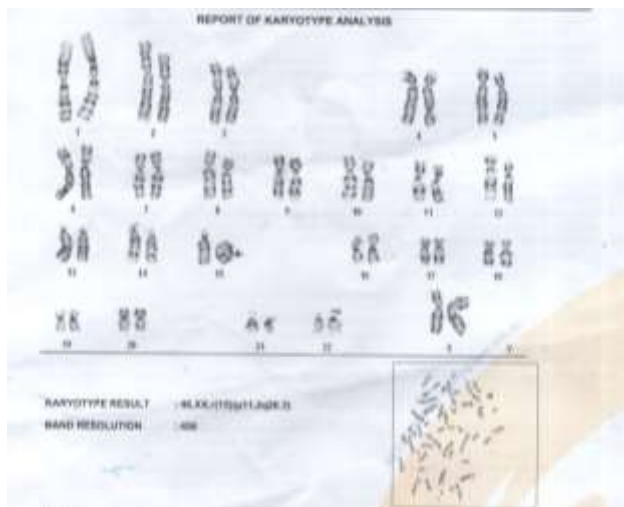 REPORT OF KARYOTYPE ANALYSIS
1 2 3 4 5
6 7 8 9 10 11 12
13 14 15 16 17 18
19 20 21 22 X Y
KARYOTYPE RESULT :
BAND RESOLUTION :